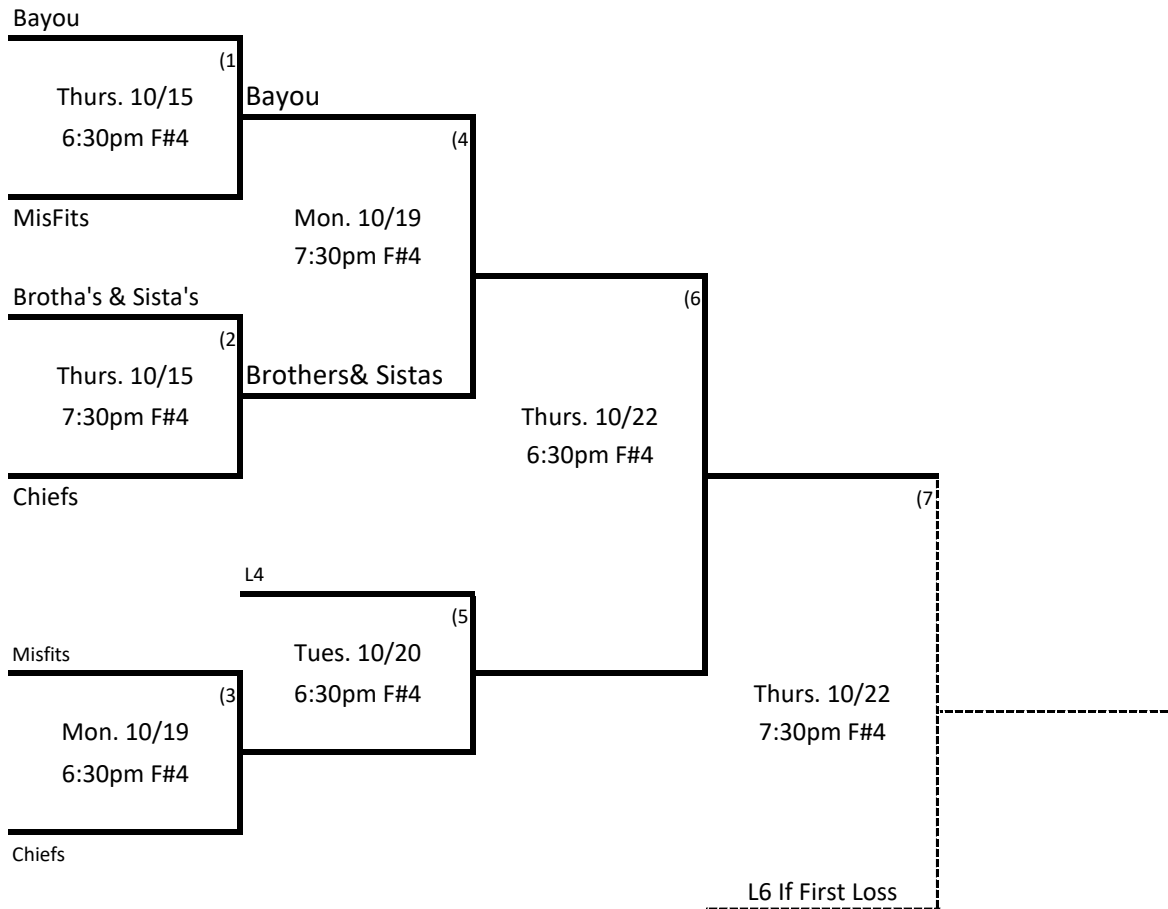 Bayou
(1
Thurs. 10/15
6:30pm F#4
Bayou
MisFits
(4
Mon. 10/19
7:30pm F#4
Brotha's & Sista's
(2
Thurs. 10/15
7:30pm F#4
Brothers& Sistas
Chiefs
(6
Thurs. 10/22
6:30pm F#4
(7
L4
(5
Tues. 10/20
6:30pm F#4
Misfits
(3
Mon. 10/19
6:30pm F#4
Chiefs
Thurs. 10/22
7:30pm F#4
L6 If First Loss